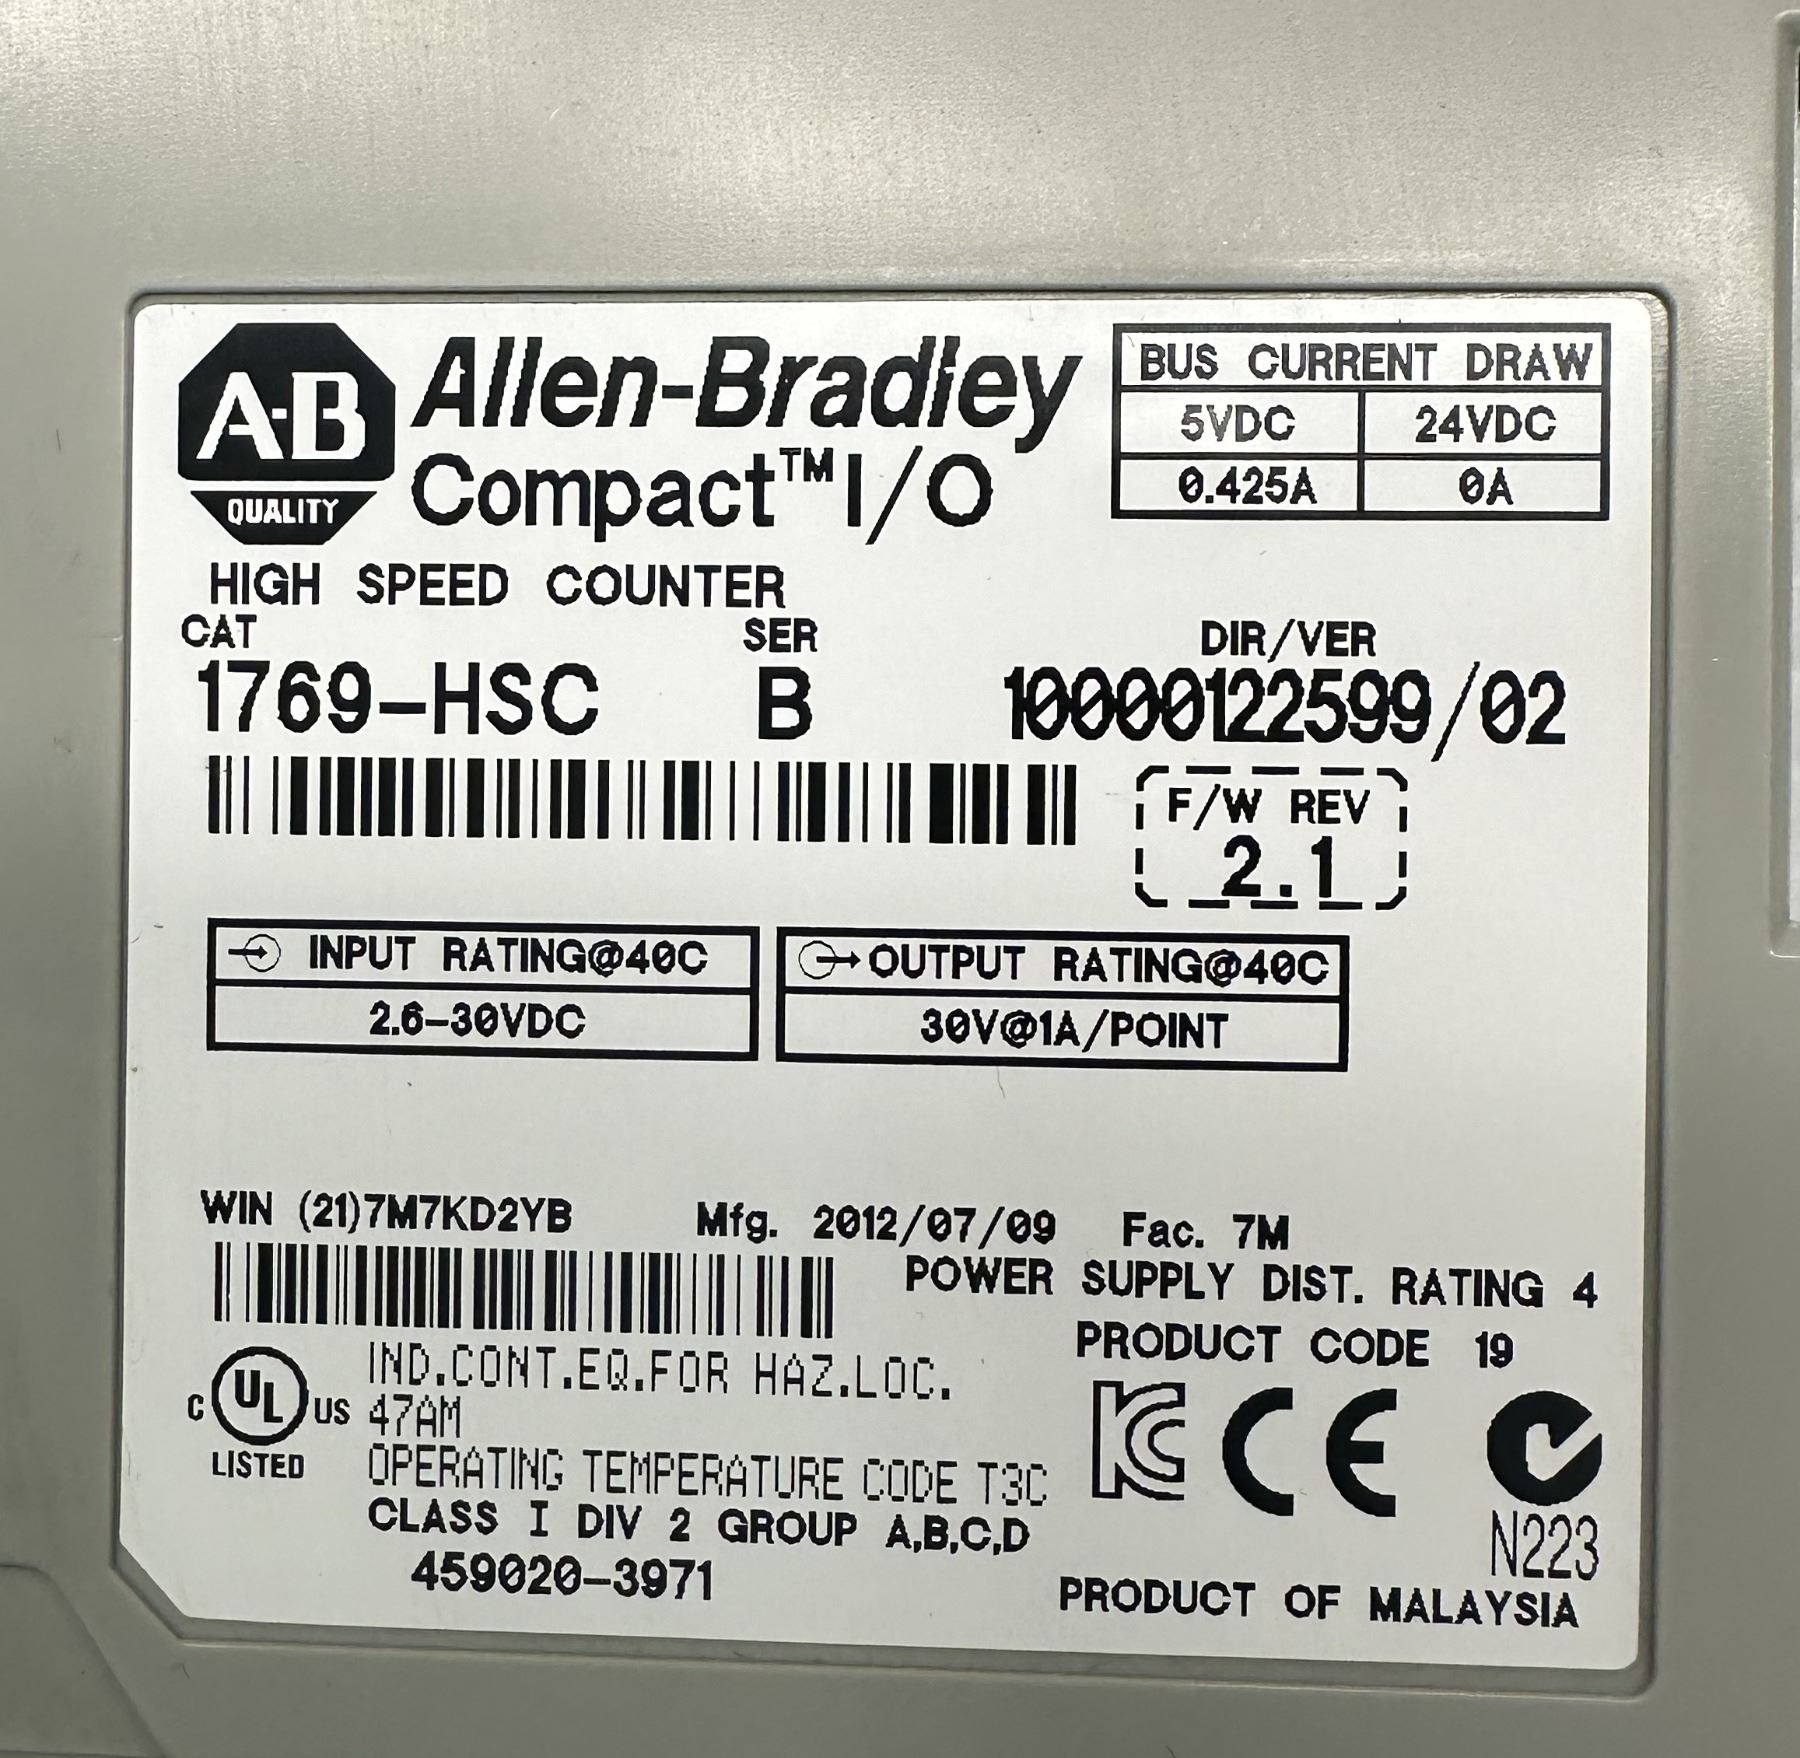 A-B
QUALITY
Allen-Bradley
Compact™ I/O
BUS CURRENT DRAW
5VDC 24VDC
0.425A 0A
HIGH SPEED COUNTER
CAT SER DIR/VER
1769-HSC B 10000122599/02
F/W REV
2.1
INPUT RATING@40C
2.6-30VDC
OUTPUT RATING@40C
30V@1A/POINT
WIN (21)7M7KD2YB Mfg. 2012/07/09 Fac. 7M
POWER SUPPLY DIST. RATING 4
PRODUCT CODE 19
C UL US
LISTED
IND.CONT.EQ.FOR HAZ.LOC.
47AM
OPERATING TEMPERATURE CODE T3C
CLASS I DIV 2 GROUP A,B,C,D
459020-3971
KC CE
N223
PRODUCT OF MALAYSIA